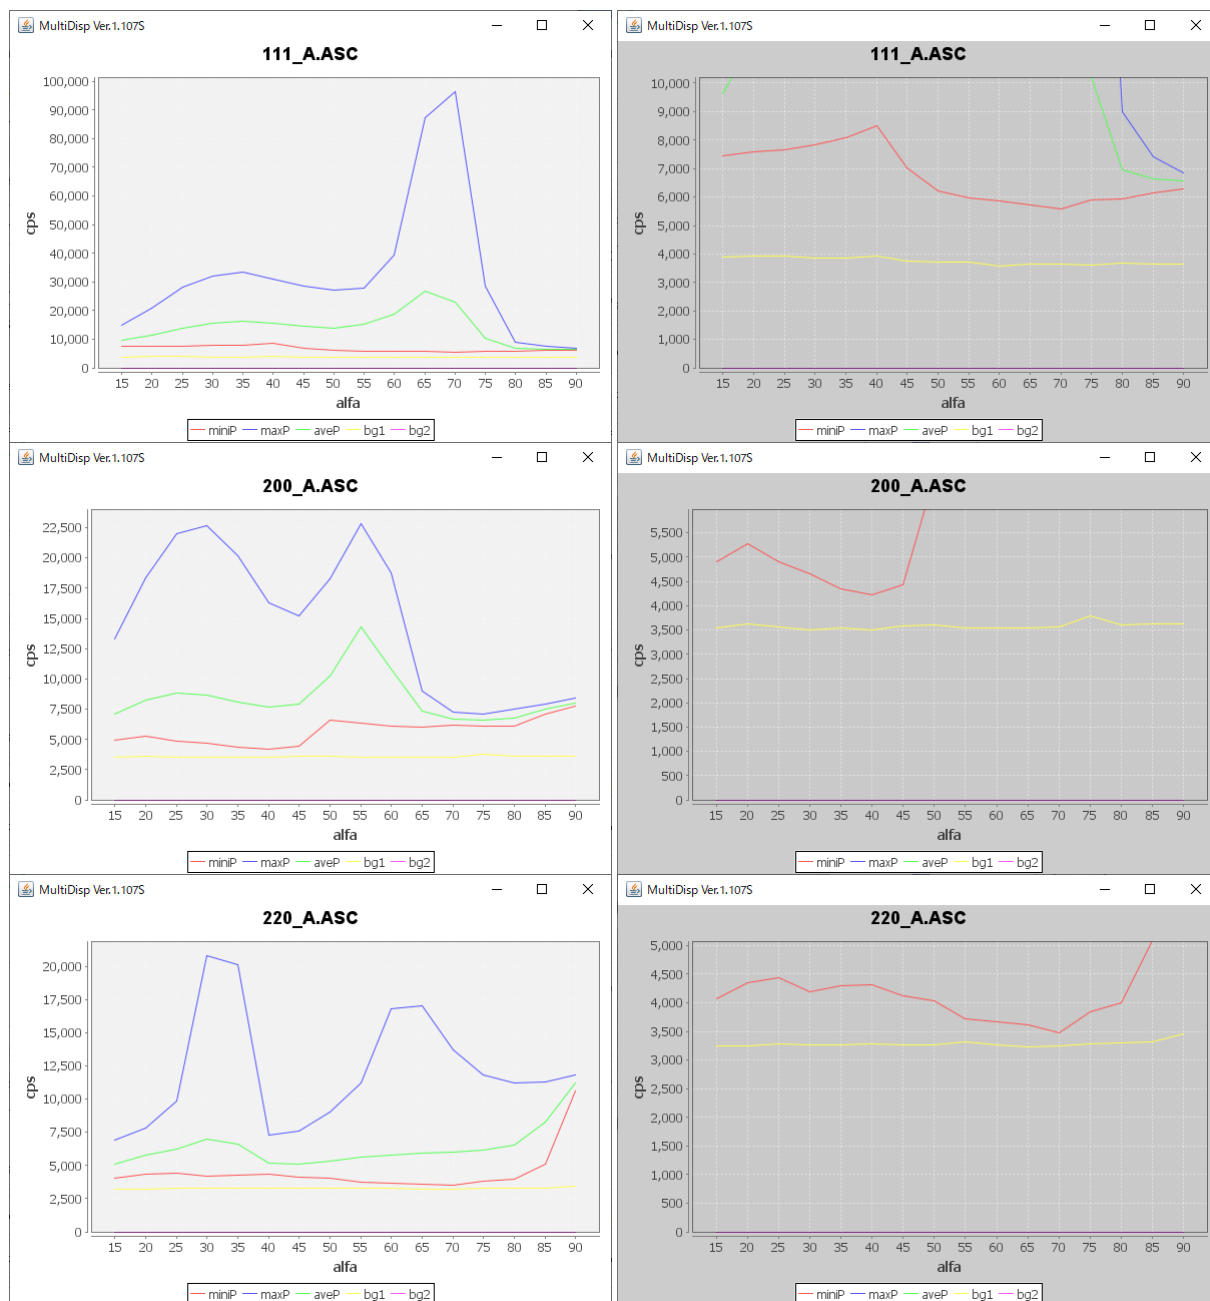 MultiDisp Ver.1.107S
111_A.ASC
100,000
90,000
80,000
70,000
60,000
50,000
40,000
30,000
20,000
10,000
0
cps
15 20 25 30 35 40 45 50 55 60 65 70 75 80 85 90
alfa
miniP maxP aveP bg1 bg2
MultiDisp Ver.1.107S
111_A.ASC
10,000
9,000
8,000
7,000
6,000
5,000
4,000
3,000
2,000
1,000
0
cps
15 20 25 30 35 40 45 50 55 60 65 70 75 80 85 90
alfa
miniP maxP aveP bg1 bg2
MultiDisp Ver.1.107S
200_A.ASC
22,500
20,000
17,500
15,000
12,500
10,000
7,500
5,000
2,500
0
cps
15 20 25 30 35 40 45 50 55 60 65 70 75 80 85 90
alfa
miniP maxP aveP bg1 bg2
MultiDisp Ver.1.107S
200_A.ASC
5,500
5,000
4,500
4,000
3,500
3,000
2,500
2,000
1,500
1,000
500
0
cps
15 20 25 30 35 40 45 50 55 60 65 70 75 80 85 90
alfa
miniP maxP aveP bg1 bg2
MultiDisp Ver.1.107S
220_A.ASC
20,000
17,500
15,000
12,500
10,000
7,500
5,000
2,500
0
cps
15 20 25 30 35 40 45 50 55 60 65 70 75 80 85 90
alfa
miniP maxP aveP bg1 bg2
MultiDisp Ver.1.107S
220_A.ASC
5,000
4,500
4,000
3,500
3,000
2,500
2,000
1,500
1,000
500
0
cps
15 20 25 30 35 40 45 50 55 60 65 70 75 80 85 90
alfa
miniP maxP aveP bg1 bg2